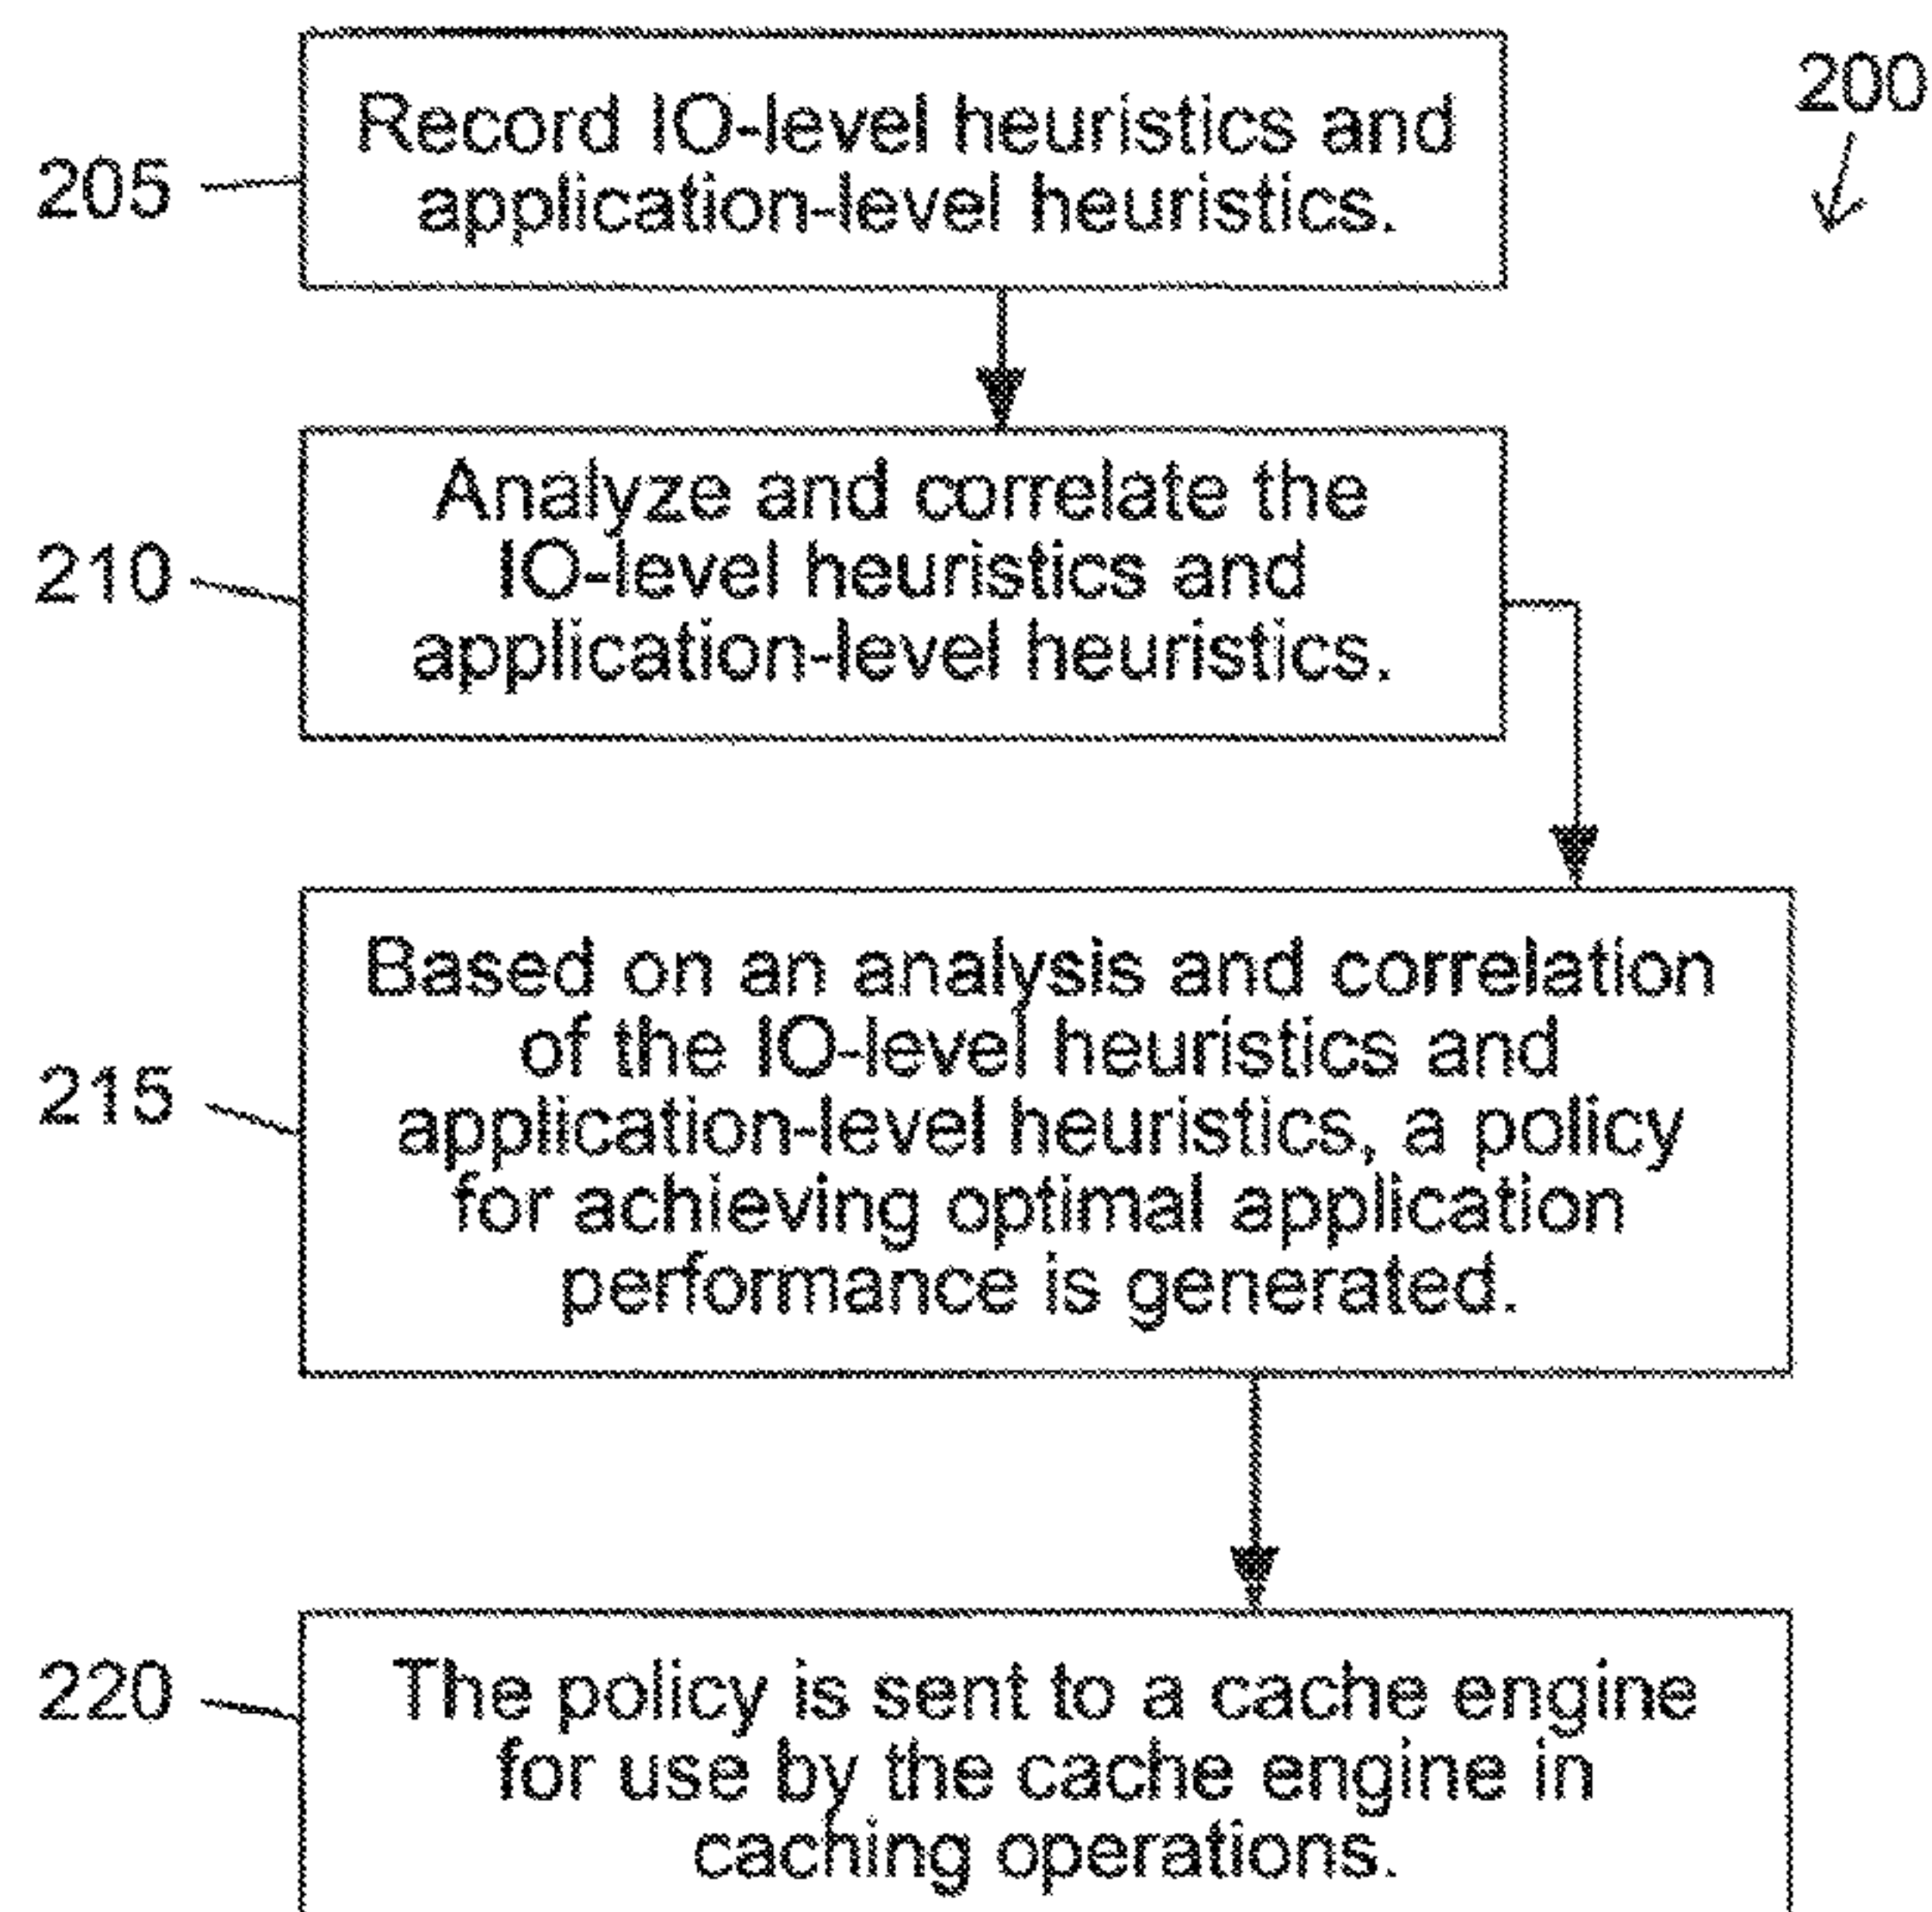 200
205
Record IO-level heuristics and
application-level heuristics.
210
Analyze and correlate the
IO-level heuristics and
application-level heuristics.
215
Based on an analysis and correlation
of the IO-level heuristics and
application-level heuristics, a policy
for achieving optimal application
performance is generated.
220
The policy is sent to a cache engine
for use by the cache engine in
caching operations.